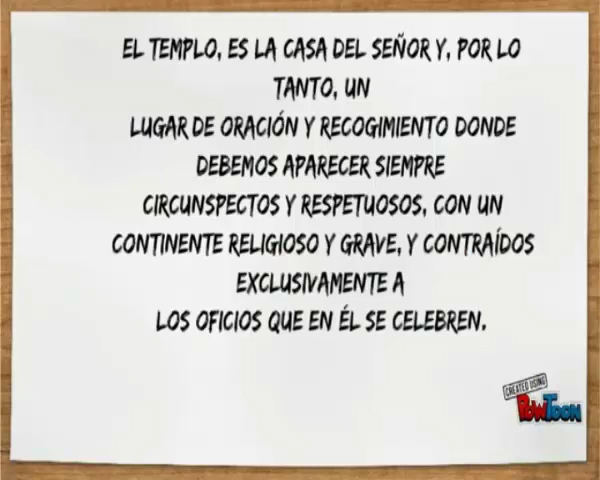 EL TEMPLO, ES LA CASA DEL SEÑOR Y, POR LO
TANTO, UN
LUGAR DE ORACIÓN Y RECOGIMIENTO DONDE
DEBEMOS APARECER SIEMPRE
CIRCUNSPECTOS Y RESPETUOSOS, CON UN
CONTINENTE RELIGIOSO Y GRAVE, Y CONTRAÍDOS
EXCLUSIVAMENTE A
LOS OFICIOS QUE EN ÉL SE CELEBREN.
CREATED USING
POWTOON